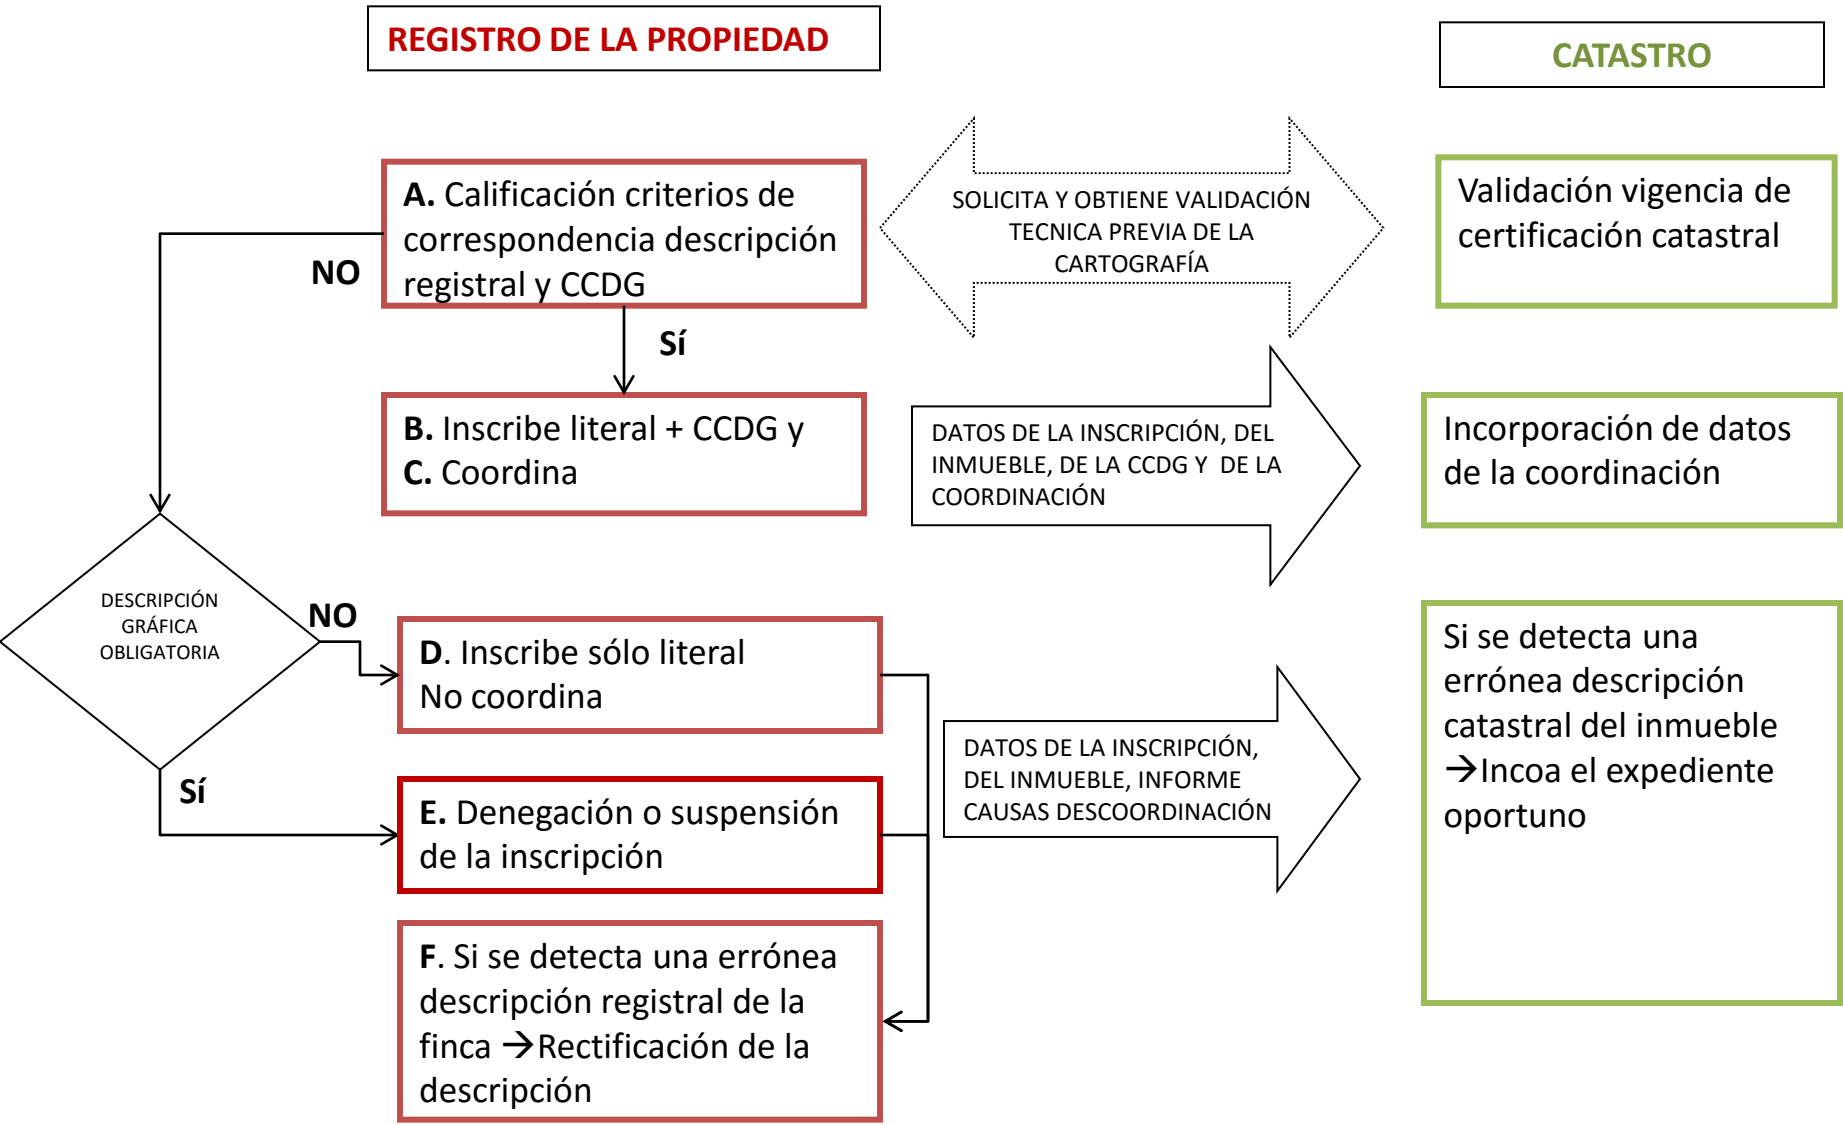 REGISTRO DE LA PROPIEDAD
CATASTRO
A. Calificación criterios de
correspondencia descripción
registral y CCDG
SOLICITA Y OBTIENE VALIDACIÓN
TECNICA PREVIA DE LA
CARTOGRAFÍA
Validación vigencia de
certificación catastral
NO
Sí
B. Inscribe literal + CCDG y
C. Coordina
DATOS DE LA INSCRIPCIÓN, DEL
INMUEBLE, DE LA CCDG Y DE LA
COORDINACIÓN
Incorporación de datos
de la coordinación
DESCRIPCIÓN
GRÁFICA
OBLIGATORIA
NO
D. Inscribe sólo literal
No coordina
Sí
E. Denegación o suspensión
de la inscripción
DATOS DE LA INSCRIPCIÓN,
DEL INMUEBLE, INFORME
CAUSAS DESCOORDINACIÓN
Si se detecta una
errónea descripción
catastral del inmueble
→Incoa el expediente
oportuno
F. Si se detecta una errónea
descripción registral de la
finca →Rectificación de la
descripción